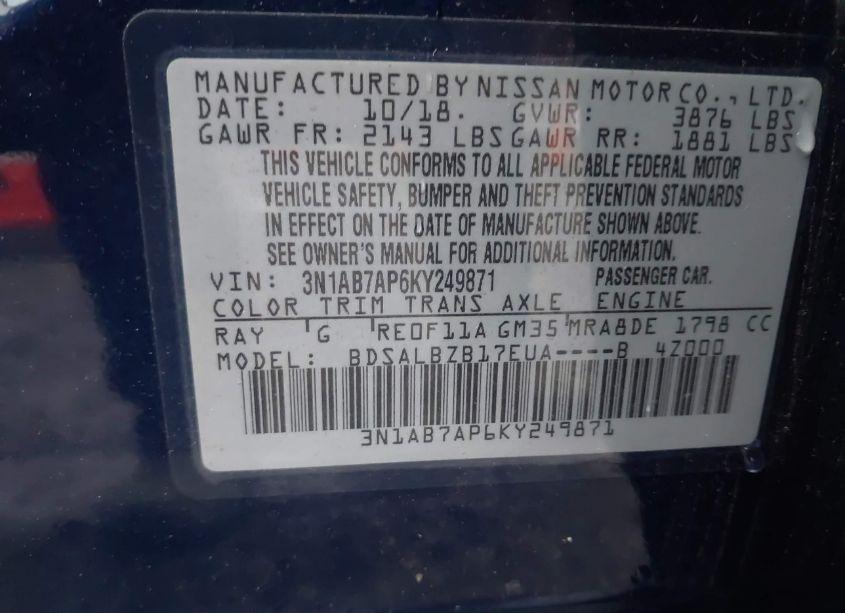 MANUFACTURED BY NISSAN MOTOR CO., LTD.
DATE: 10/18. GVWR: 3876 LBS
GAWR FR: 2143 LBS GAWR RR: 1881 LBS
THIS VEHICLE CONFORMS TO ALL APPLICABLE FEDERAL MOTOR
VEHICLE SAFETY, BUMPER AND THEFT PREVENTION STANDARDS
IN EFFECT ON THE DATE OF MANUFACTURE SHOWN ABOVE.
SEE OWNER'S MANUAL FOR ADDITIONAL INFORMATION.
VIN: 3N1AB7AP6KY249871 PASSENGER CAR.
COLOR TRIM TRANS AXLE ENGINE
RAY G RE0F11A GM35 MRA8DE 1798 CC
MODEL: BDSALBZB17EUA----B 4Z000
3N1AB7AP6KY249871